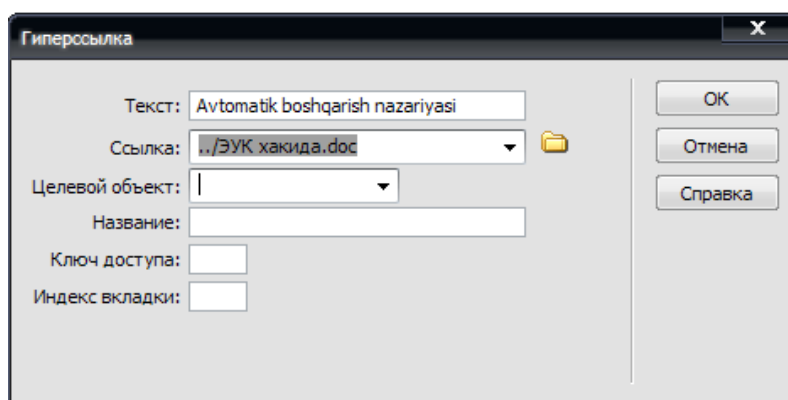 Гиперссылка
X
Текст: Avtomatik boshqarish nazariyasi
OK
Ссылка: ../ЭУК хакида.doc
Отмена
Целевой объект:
Справка
Название:
Ключ доступа:
Индекс вкладки: